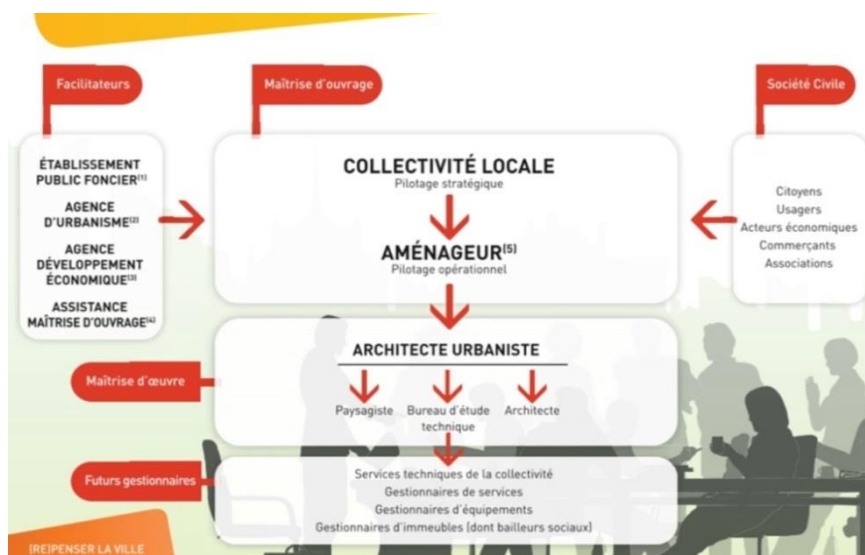 Facilitateurs
Maîtrise d'ouvrage
Société Civile
ÉTABLISSEMENT
PUBLIC FONCIER(1)
AGENCE
D'URBANISME(2)
AGENCE
DÉVELOPPEMENT
ÉCONOMIQUE(3)
ASSISTANCE
MAÎTRISE D'OUVRAGE(4)
COLLECTIVITÉ LOCALE
Pilotage stratégique
AMÉNAGEUR(5)
Pilotage opérationnel
Citoyens
Usagers
Acteurs économiques
Commerçants
Associations
Maîtrise d'œuvre
ARCHITECTE URBANISTE
Paysagiste
Bureau d'étude
technique
Architecte
Futurs gestionnaires
Services techniques de la collectivité
Gestionnaires de services
Gestionnaires d'équipements
Gestionnaires d'immeubles (dont bailleurs sociaux)
(RE)PENSER LA VILLE